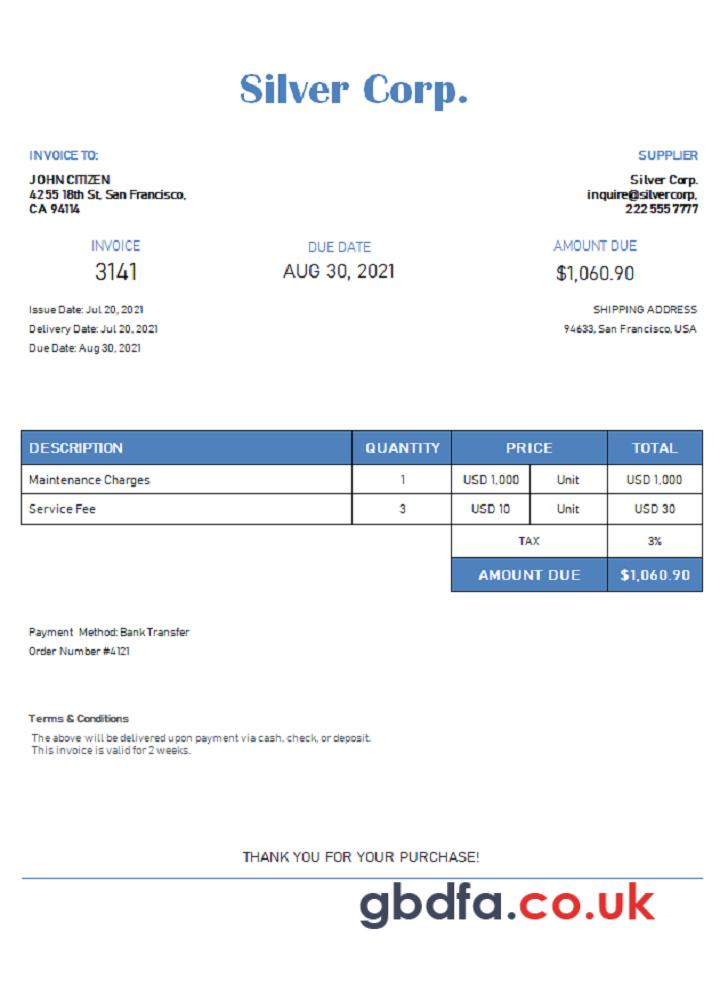 Silver Corp.
INVOICE TO:
SUPPLIER
JOHN CITIZEN
4255 18th St, San Francisco,
CA 94114
Silver Corp.
inquire@silvercorp,
222 555 7777
INVOICE
DUE DATE
AMOUNT DUE
3141
AUG 30, 2021
$1,060.90
Issue Date: Jul 20, 2021
Delivery Date: Jul 20, 2021
Due Date: Aug 30, 2021
SHIPPING ADDRESS
94633, San Francisco, USA
DESCRIPTION QUANTITY PRICE TOTAL
Maintenance Charges 1 USD 1,000 Unit USD 1,000
Service Fee 3 USD 10 Unit USD 30
TAX 3%
AMOUNT DUE $1,060.90
Payment Method: Bank Transfer
Order Number #4121
Terms & Conditions
The above will be delivered upon payment via cash, check, or deposit.
This invoice is valid for 2 weeks.
THANK YOU FOR YOUR PURCHASE!
gbdfa.co.uk